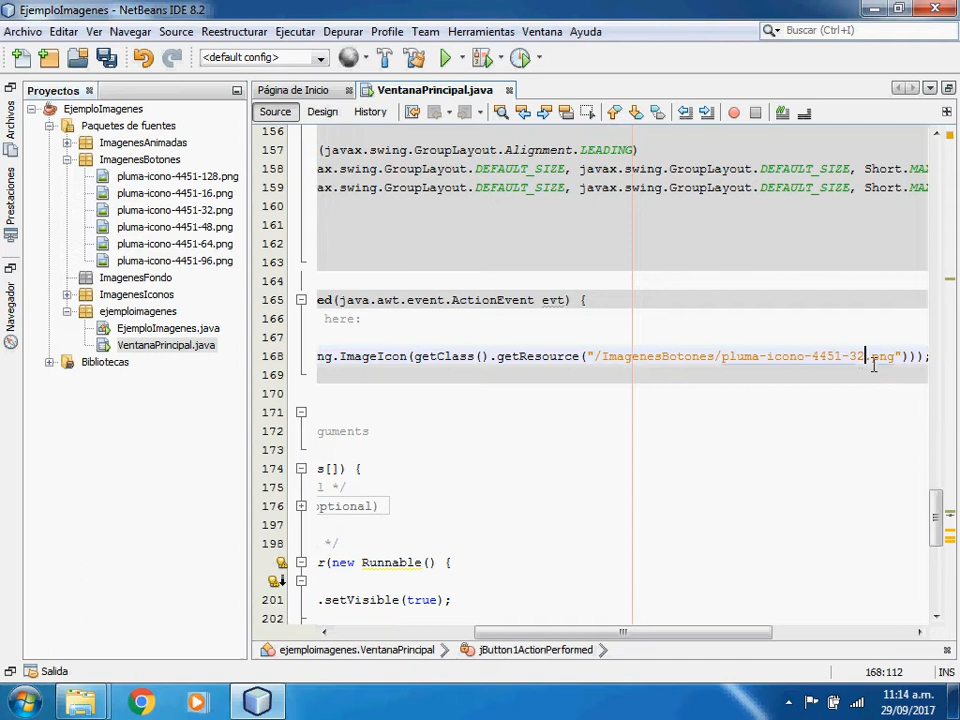 EjemploImagenes - NetBeans IDE 8.2
Archivo Editar Ver Navegar Source Reestructurar Ejecutar Depurar Profile Team Herramientas Ventana Ayuda
Buscar (Ctrl+I)
<default config>
Proyectos
Página de Inicio
VentanaPrincipal.java
Source Design History
Archivos
Prestaciones
Navegador
EjemploImagenes
Paquetes de fuentes
ImagenesAnimadas
ImagenesBotones
pluma-icono-4451-128.png
pluma-icono-4451-16.png
pluma-icono-4451-32.png
pluma-icono-4451-48.png
pluma-icono-4451-64.png
pluma-icono-4451-96.png
ImagenesFondo
ImagenesIconos
ejemploimagenes
EjemploImagenes.java
VentanaPrincipal.java
Bibliotecas
156
157 (javax.swing.GroupLayout.Alignment.LEADING)
158 ax.swing.GroupLayout.DEFAULT_SIZE, javax.swing.GroupLayout.DEFAULT_SIZE, Short.MAX
159 ax.swing.GroupLayout.DEFAULT_SIZE, javax.swing.GroupLayout.DEFAULT_SIZE, Short.MAX
160
161
162
163
164
165 ed(java.awt.event.ActionEvent evt) {
166 here:
167
168 ng.ImageIcon(getClass().getResource("/ImagenesBotones/pluma-icono-4451-32.png")));
169
170
171
172 guments
173
174 s[]) {
175 l */
176 optional)
197
198 */
r(new Runnable() {
201 .setVisible(true);
202
ejemploimagenes.VentanaPrincipal
jButton1ActionPerformed
Salida
168:112
INS
11:14 a.m.
29/09/2017